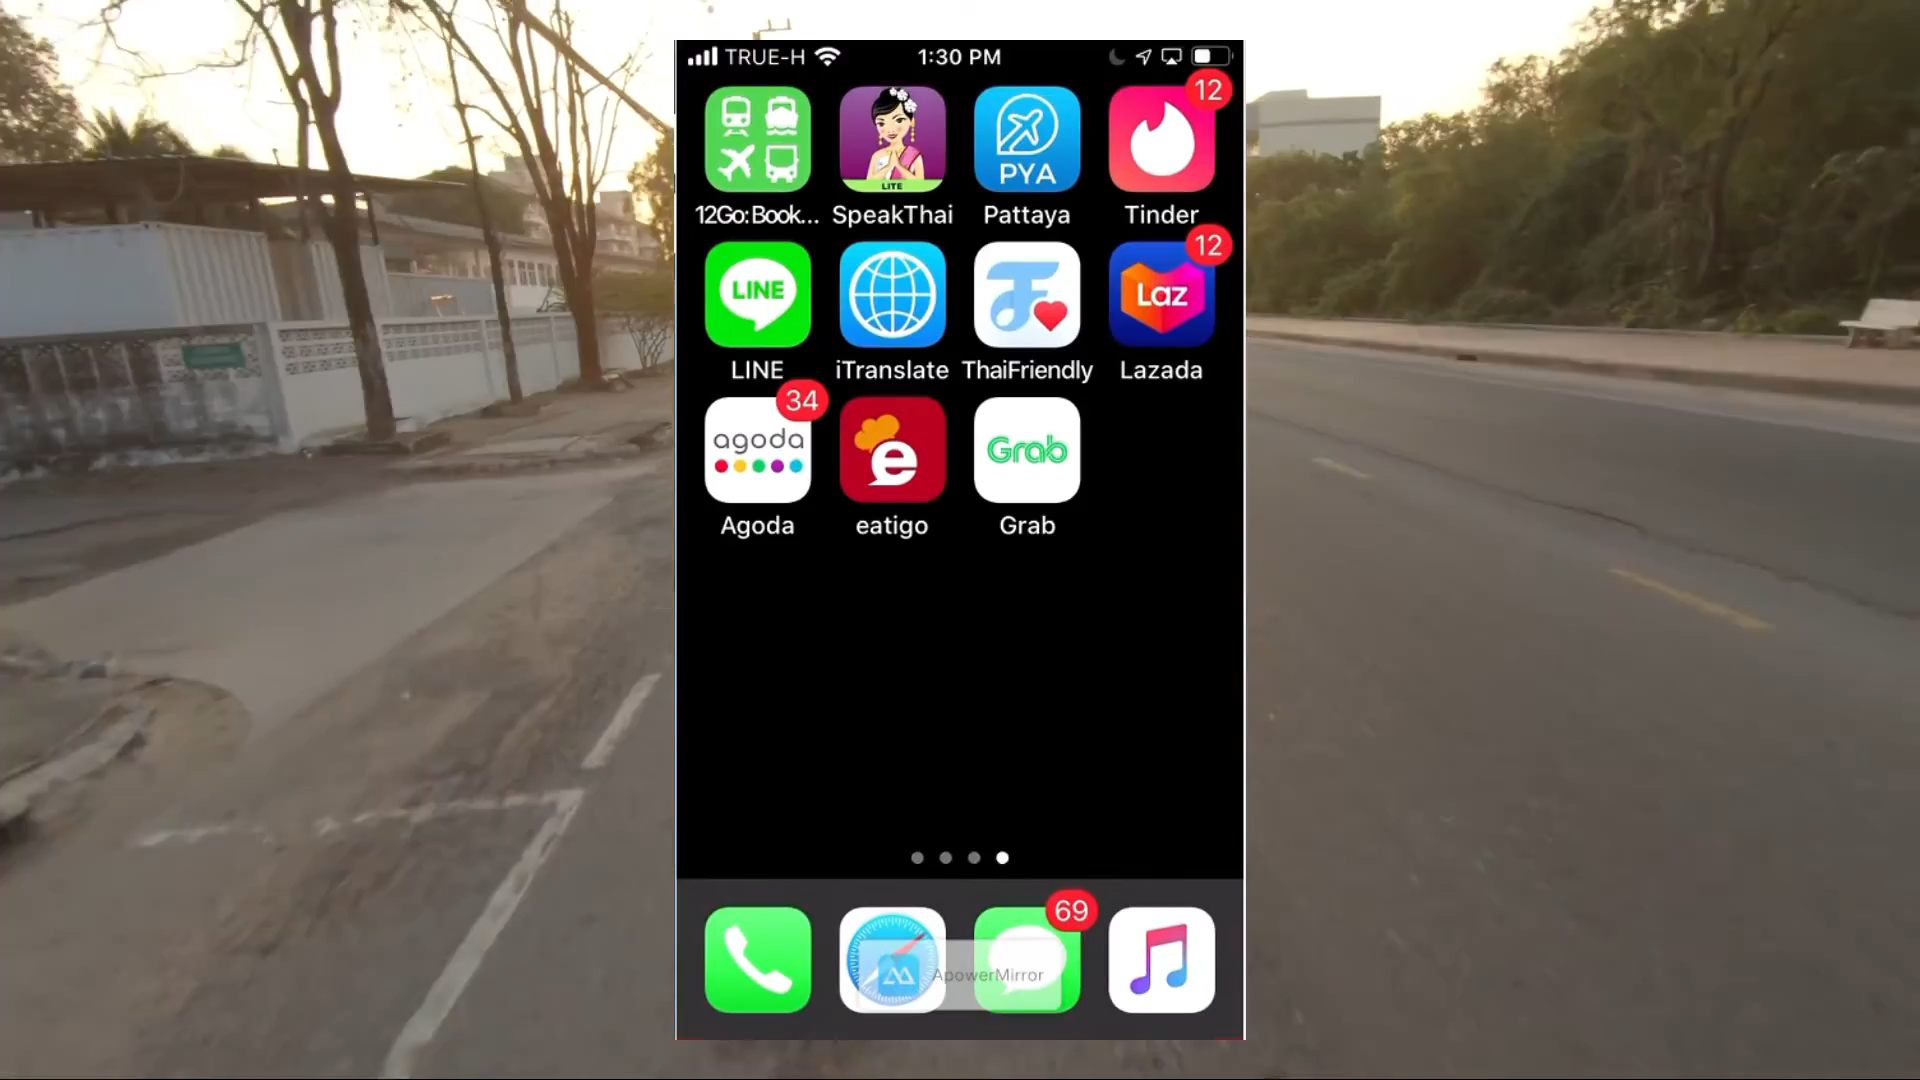 TRUE-H 1:30 PM
12
PYA
LITE
12Go: Book... SpeakThai Pattaya Tinder
12
LINE
Laz
LINE iTranslate ThaiFriendly Lazada
34
agoda
e
Grab
Agoda eatigo Grab
69
ApowerMirror